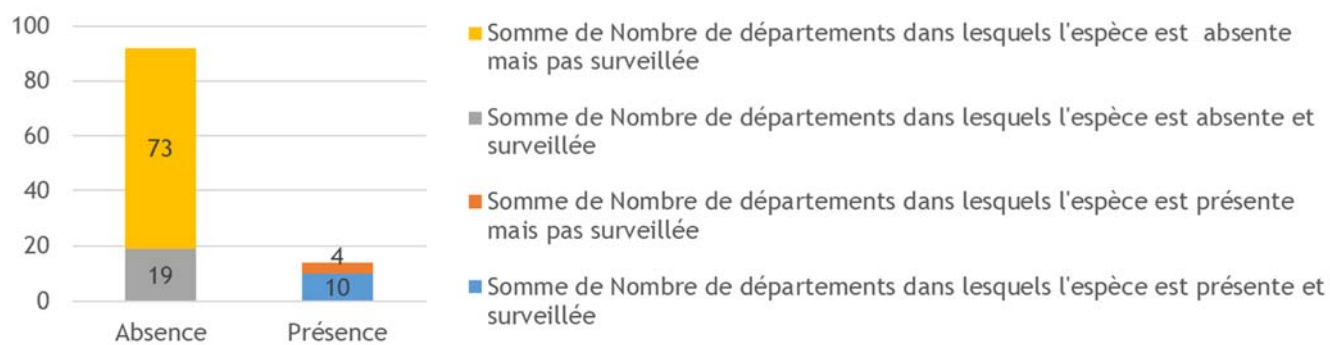 100
80
60
40
20
0
73
19
4
10
Absence
Présence
Somme de Nombre de départements dans lesquels l'espèce est absente
mais pas surveillée
Somme de Nombre de départements dans lesquels l'espèce est absente et
surveillée
Somme de Nombre de départements dans lesquels l'espèce est présente
mais pas surveillée
Somme de Nombre de départements dans lesquels l'espèce est présente et
surveillée